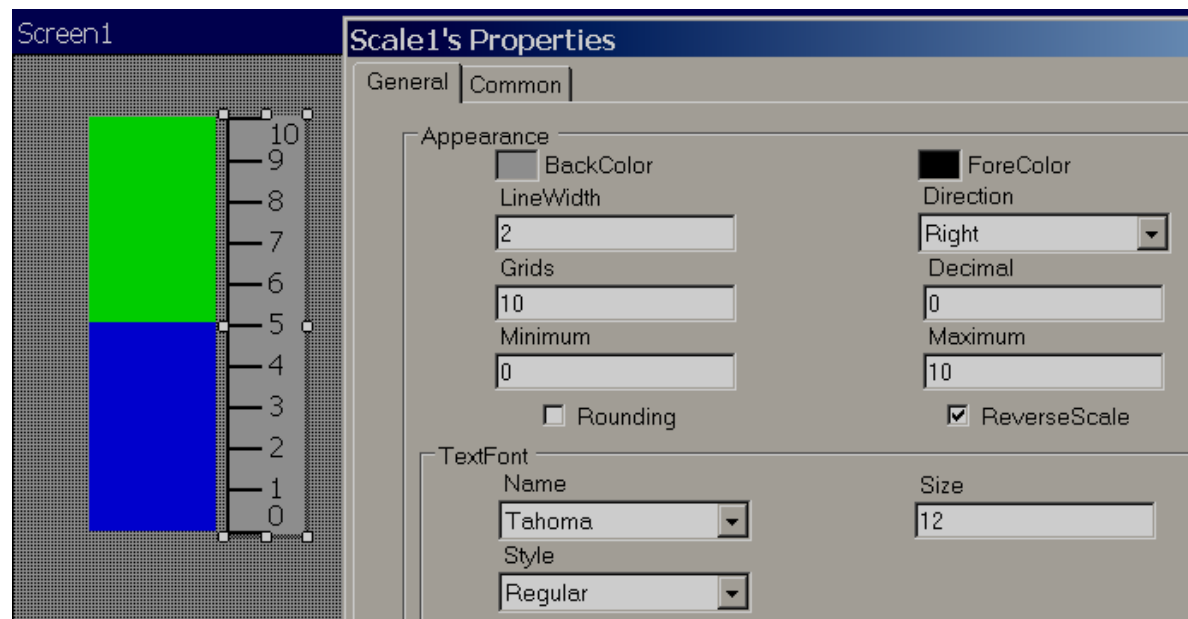 Screen1
Scale1's Properties
General Common
10
9
8
7
6
5
4
3
2
1
0
Appearance
BackColor ForeColor
LineWidth Direction
2 Right
Grids Decimal
10 0
Minimum Maximum
0 10
Rounding ReverseScale
TextFont
Name Size
Tahoma 12
Style
Regular